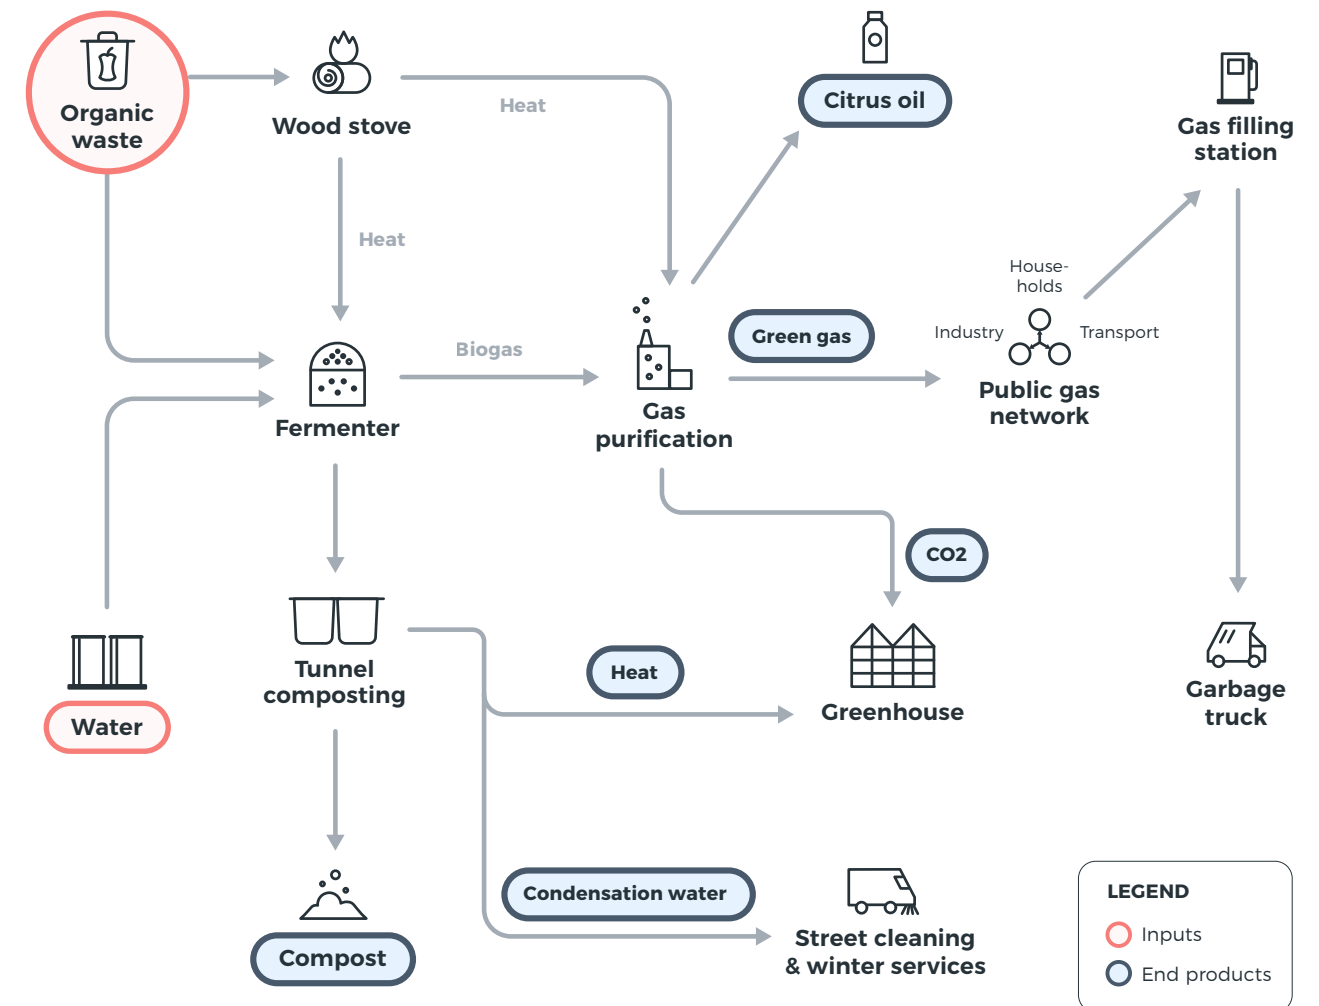 Organic
waste
Wood stove
Heat
Citrus oil
Gas filling
station
Heat
House-
holds
Industry
Transport
Green gas
Biogas
Public gas
network
Fermenter
Gas
purification
CO2
Tunnel
composting
Heat
Greenhouse
Garbage
truck
Water
Condensation water
Street cleaning
& winter services
Compost
LEGEND
Inputs
End products